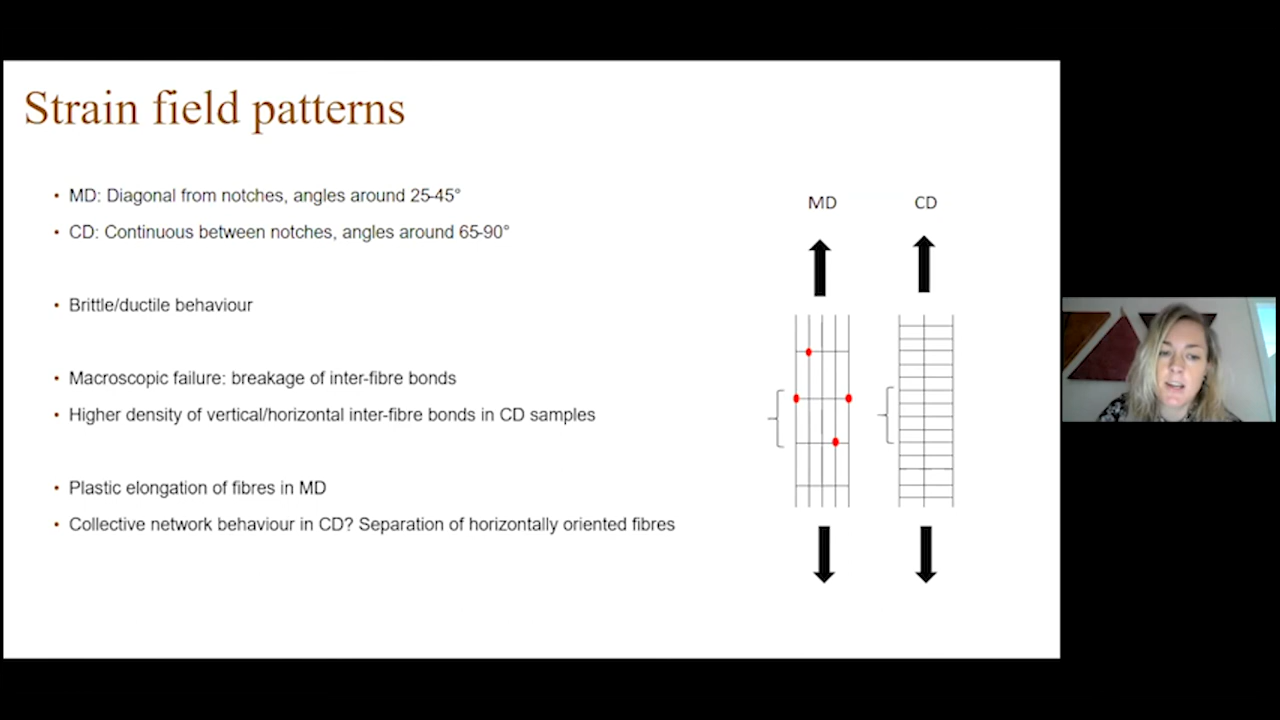 Strain field patterns
• MD: Diagonal from notches, angles around 25-45°
• CD: Continuous between notches, angles around 65-90°
• Brittle/ductile behaviour
• Macroscopic failure: breakage of inter-fibre bonds
• Higher density of vertical/horizontal inter-fibre bonds in CD samples
• Plastic elongation of fibres in MD
• Collective network behaviour in CD? Separation of horizontally oriented fibres
MD
CD